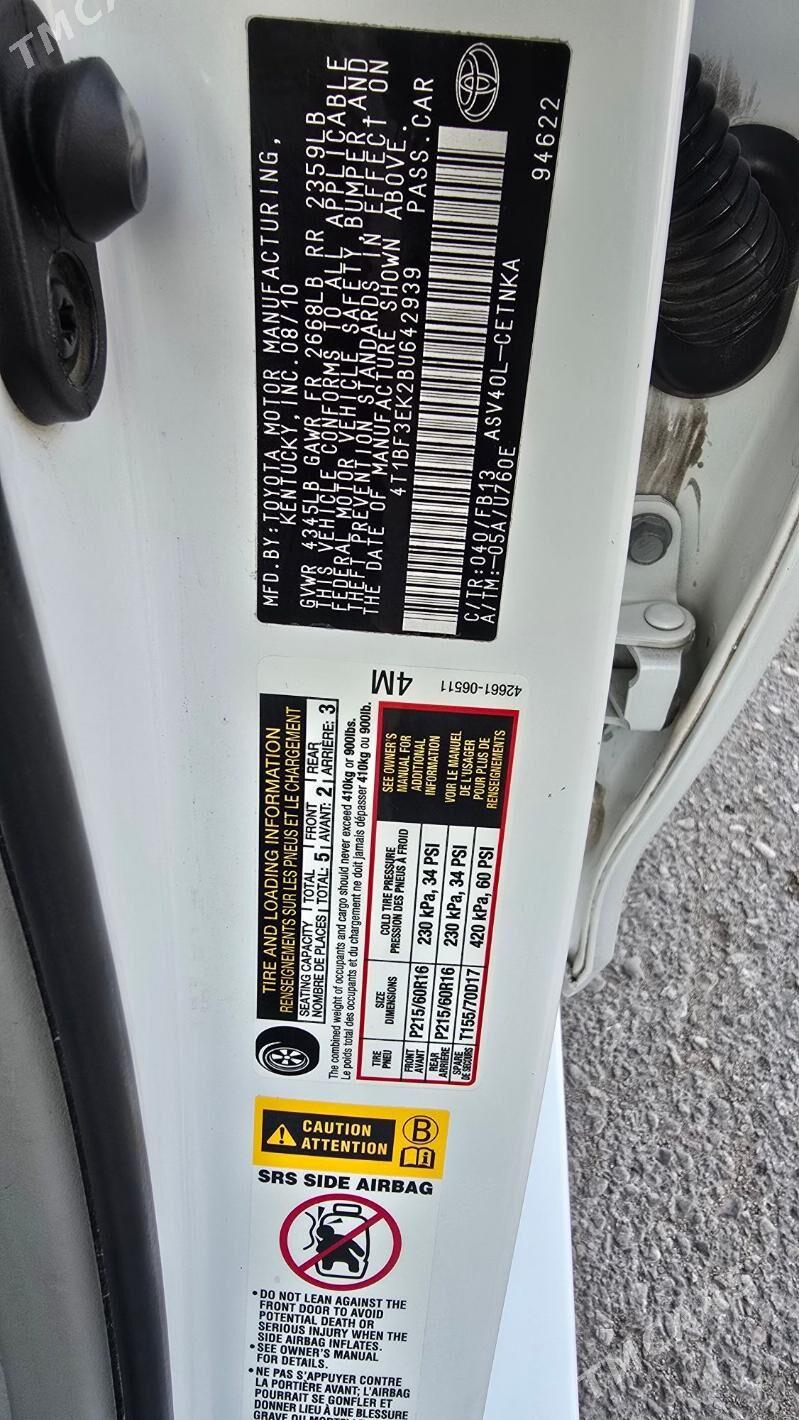 MFD.BY:TOYOTA MOTOR MANUFACTURING,
KENTUCKY, INC. 08/10
GVWR 4345LB GAWR FR 2668LB RR 2359LB
THIS VEHICLE CONFORMS TO ALL APPLICABLE
FEDERAL MOTOR VEHICLE SAFETY, BUMPER, AND
THEFT PREVENTION STANDARDS IN EFFECT ON
THE DATE OF MANUFACTURE SHOWN ABOVE.
4T1BF3EK2BU642939 PASS.CAR
C/TR:040/FB13 ASV40L-CETNKA
A/TM:-05A/U760E
94622
TIRE AND LOADING INFORMATION
RENSEIGNEMENTS SUR LES PNEUS ET LE CHARGEMENT
SEATING CAPACITY | TOTAL | FRONT | REAR
NOMBRE DE PLACES | TOTAL: 5 | AVANT: 2 | ARRIÈRE: 3
The combined weight of occupants and cargo should never exceed 410kg or 900lbs.
Le poids total des occupants et du chargement ne doit jamais dépasser 410kg ou 900lb.
4M
42661-06511
TIRE
PNEU
SIZE
DIMENSIONS
COLD TIRE PRESSURE
PRESSION DES PNEUS À FROID
FRONT
AVANT
P215/60R16
230 kPa, 34 PSI
REAR
ARRIÈRE
P215/60R16
230 kPa, 34 PSI
SPARE
DE SECOURS
T155/70D17
420 kPa, 60 PSI
SEE OWNER'S
MANUAL FOR
ADDITIONAL
INFORMATION
VOIR LE MANUEL
DE L'USAGER
POUR PLUS DE
RENSEIGNEMENTS
CAUTION
ATTENTION
B
i
SRS SIDE AIRBAG
• DO NOT LEAN AGAINST THE
FRONT DOOR TO AVOID
POTENTIAL DEATH OR
SERIOUS INJURY WHEN THE
SIDE AIRBAG INFLATES.
• SEE OWNER'S MANUAL
FOR DETAILS.
• NE PAS S'APPUYER CONTRE
LA PORTIÈRE AVANT; L'AIRBAG
POURRAIT SE GONFLER ET
DONNER LIEU À UN RISQUE